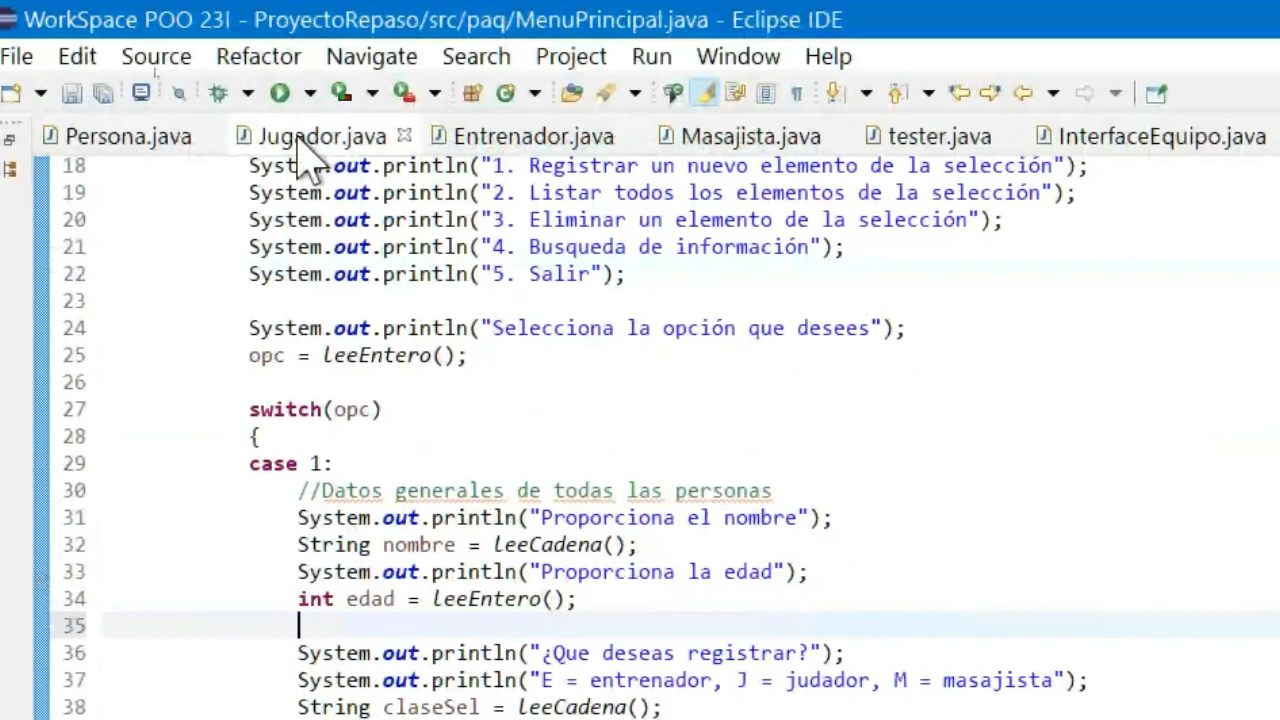 WorkSpace POO 23I - ProyectoRepaso/src/paq/MenuPrincipal.java - Eclipse IDE
File Edit Source Refactor Navigate Search Project Run Window Help
Persona.java Jugador.java Entrenador.java Masajista.java tester.java InterfaceEquipo.java
18 System.out.println("1. Registrar un nuevo elemento de la selección");
19 System.out.println("2. Listar todos los elementos de la selección");
20 System.out.println("3. Eliminar un elemento de la selección");
21 System.out.println("4. Busqueda de información");
22 System.out.println("5. Salir");
23
24 System.out.println("Selecciona la opción que desees");
25 opc = leeEntero();
26
27 switch(opc)
28 {
29 case 1:
30 //Datos generales de todas las personas
31 System.out.println("Proporciona el nombre");
32 String nombre = leeCadena();
33 System.out.println("Proporciona la edad");
34 int edad = leeEntero();
35
36 System.out.println("¿Que deseas registrar?");
37 System.out.println("E = entrenador, J = judador, M = masajista");
38 String claseSel = leeCadena();